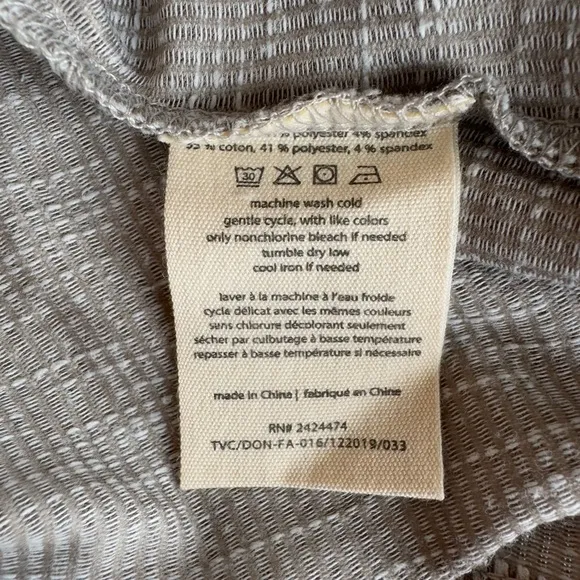 % polyester 4% spandex
% coton, 41 % polyester, 4 % spandex
30
machine wash cold
gentle cycle, with like colors
only nonchlorine bleach if needed
tumble dry low
cool iron if needed
laver à la machine à l'eau froide
cycle délicat avec les mêmes couleurs
sans chlorure décolorant seulement
sécher par culbutage à basse température
repasser à basse température si nécessaire
made in China | fabriqué en Chine
RN# 2424474
TVC/DON-FA-016/122019/033